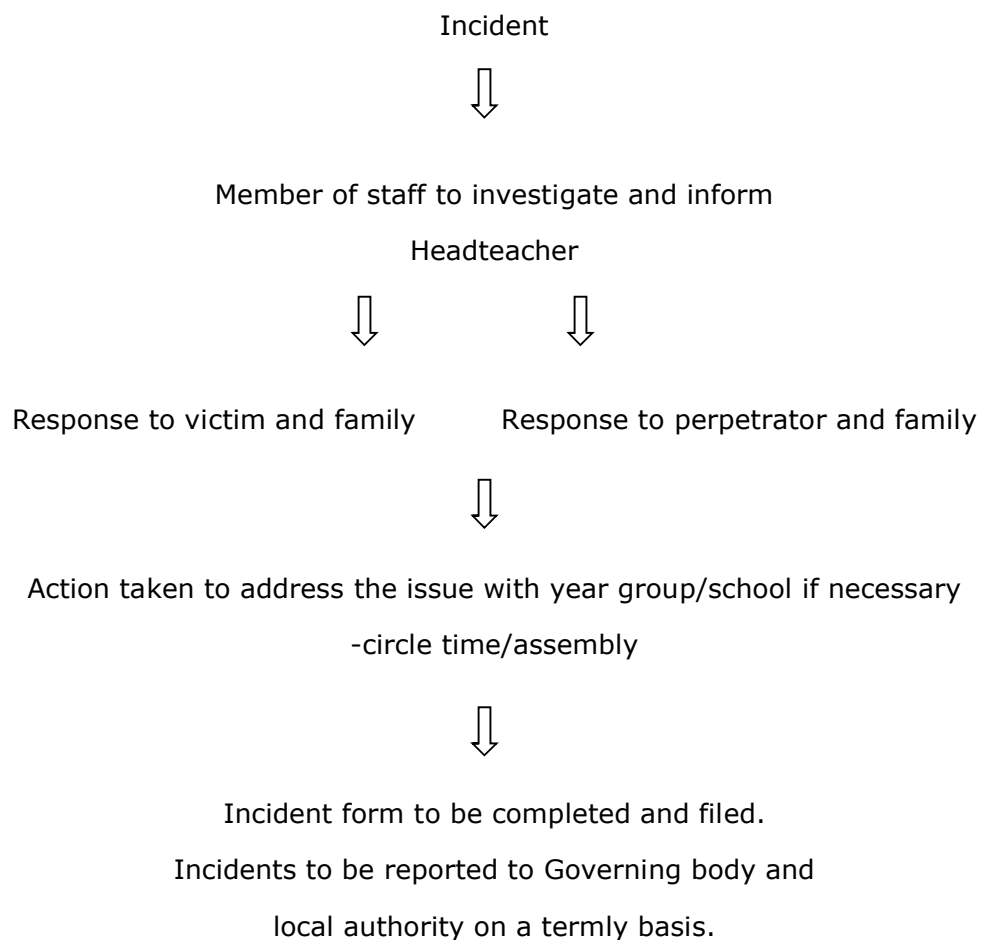 Incident
Member of staff to investigate and inform
Headteacher
Response to victim and family
Response to perpetrator and family
Action taken to address the issue with year group/school if necessary
-circle time/assembly
Incident form to be completed and filed.
Incidents to be reported to Governing body and
local authority on a termly basis.